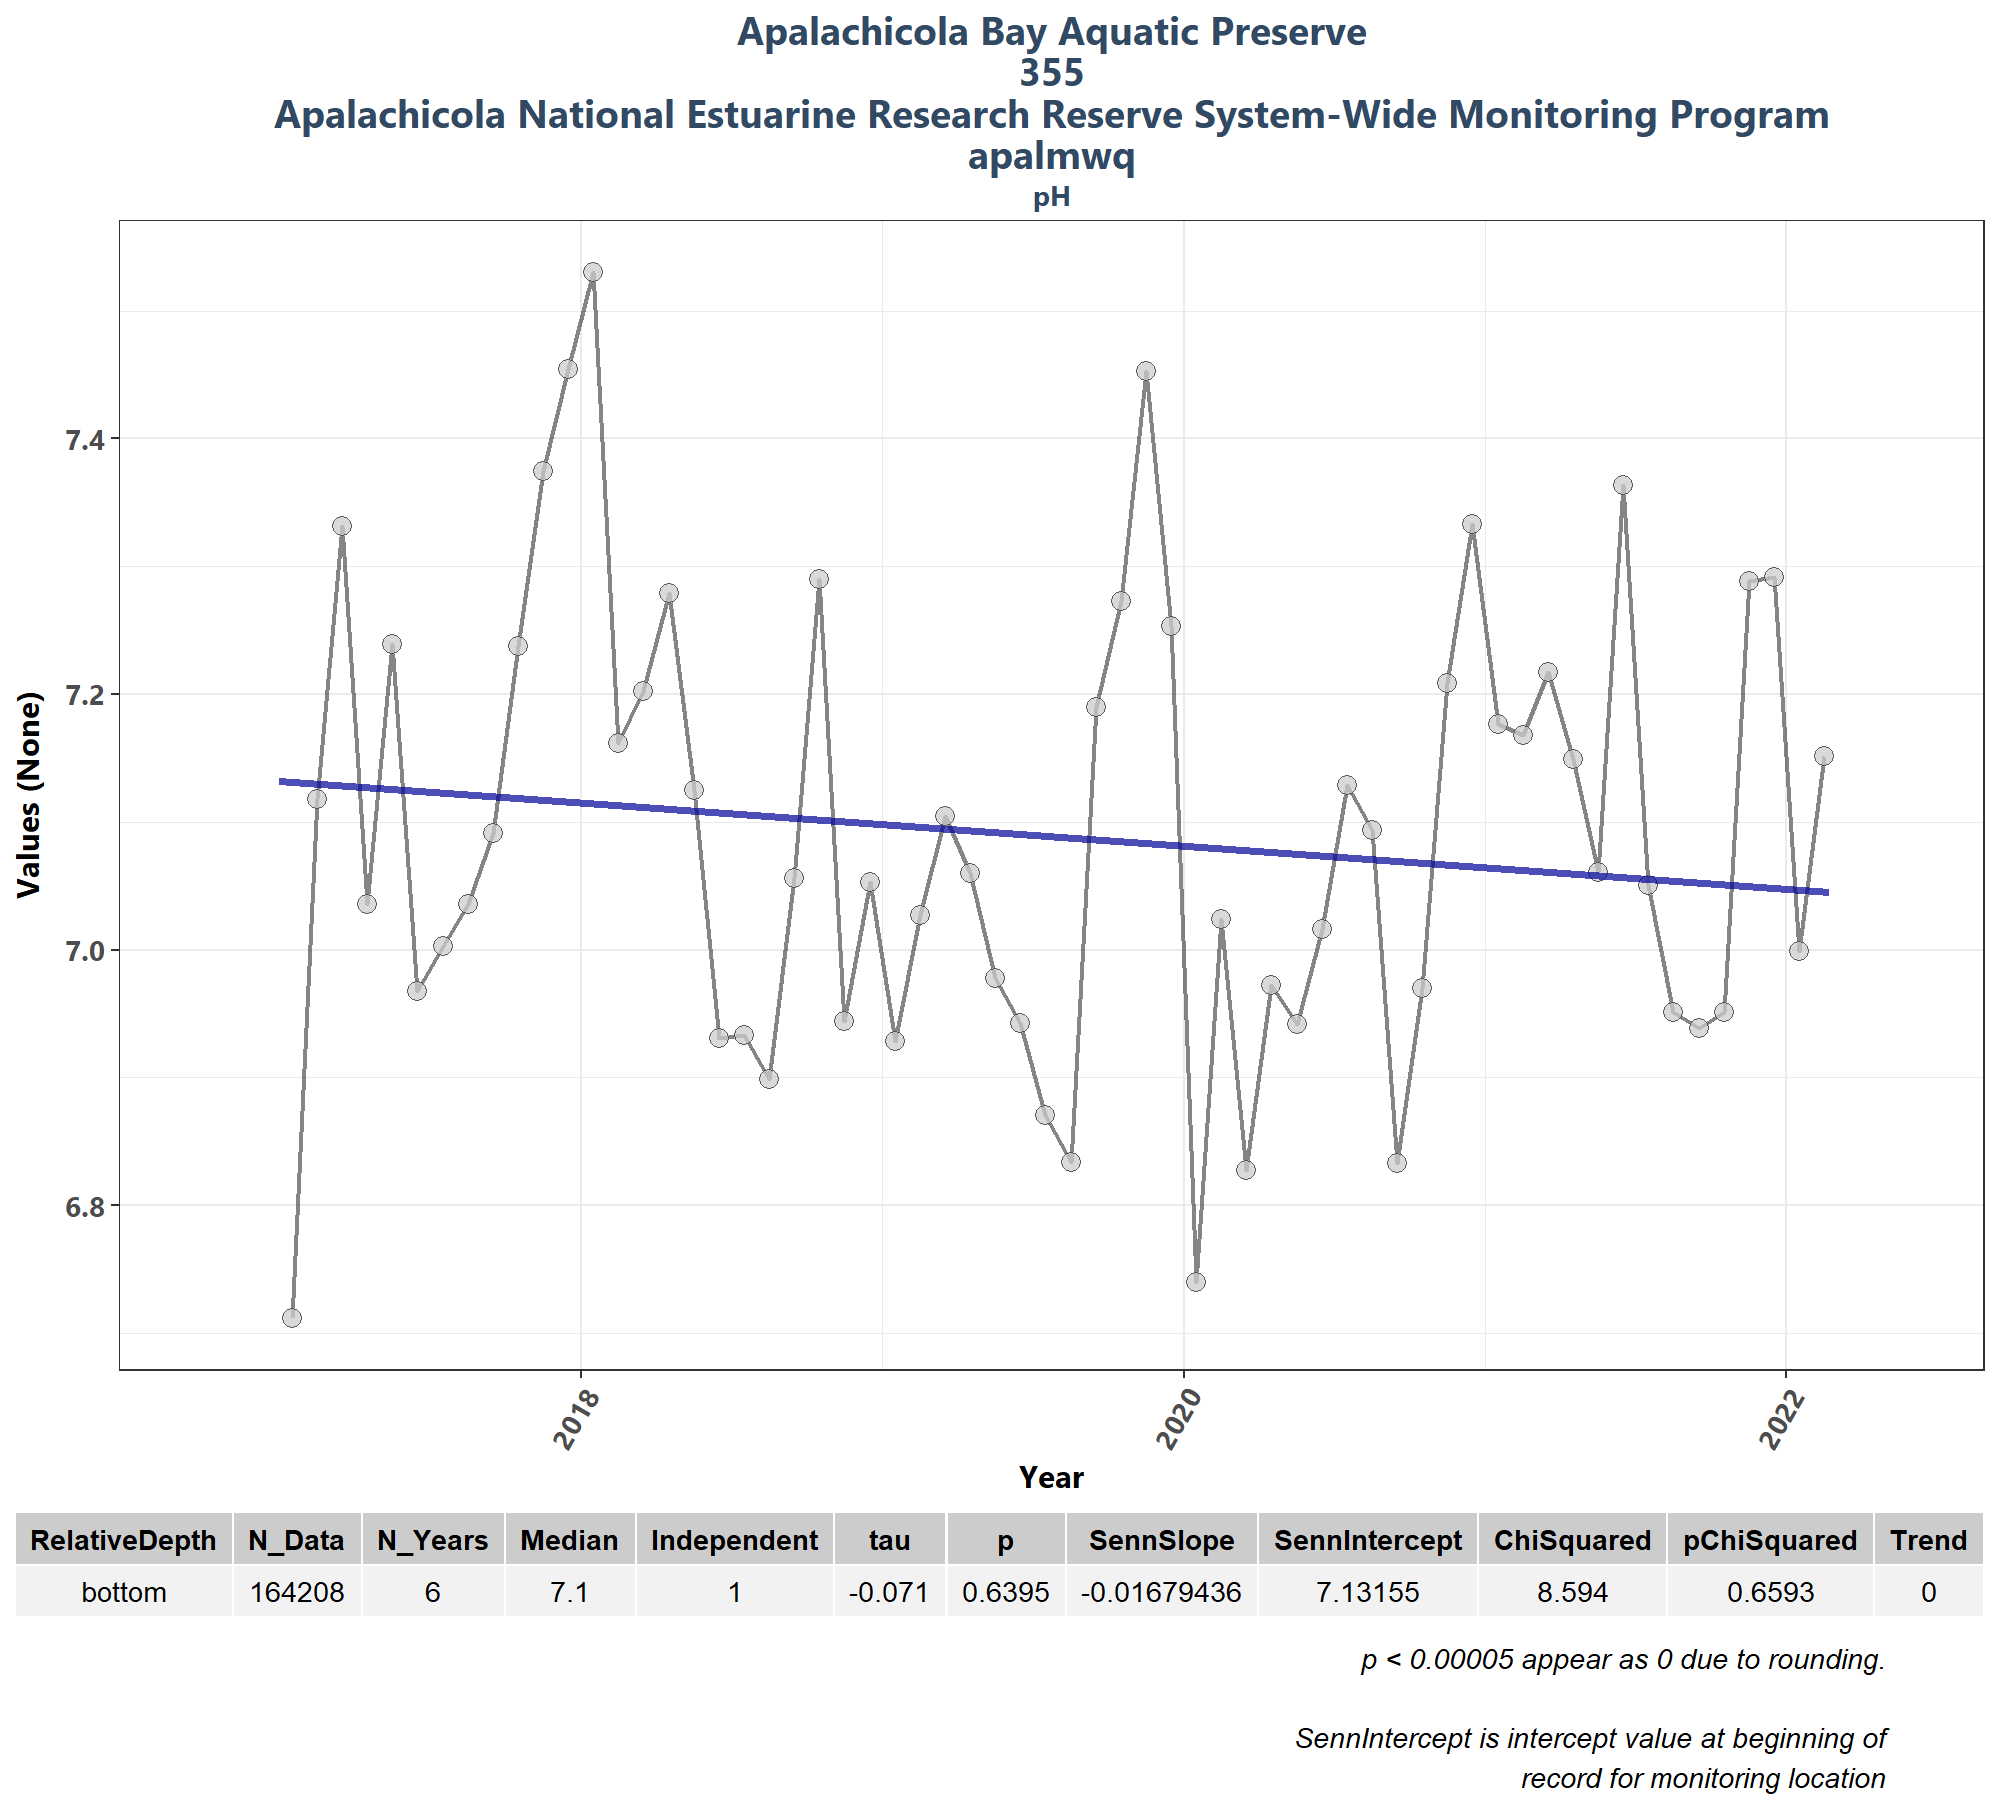 Apalachicola Bay Aquatic Preserve
355
Apalachicola National Estuarine Research Reserve System-Wide Monitoring Program
apalmwq
pH
7.4
7.2
7.0
6.8
Values (None)
2018
2020
2022
Year
RelativeDepth N_Data N_Years Median Independent tau p SennSlope SennIntercept ChiSquared pChiSquared Trend
bottom 164208 6 7.1 1 -0.071 0.6395 -0.01679436 7.13155 8.594 0.6593 0
p < 0.00005 appear as 0 due to rounding.
SennIntercept is intercept value at beginning of
record for monitoring location